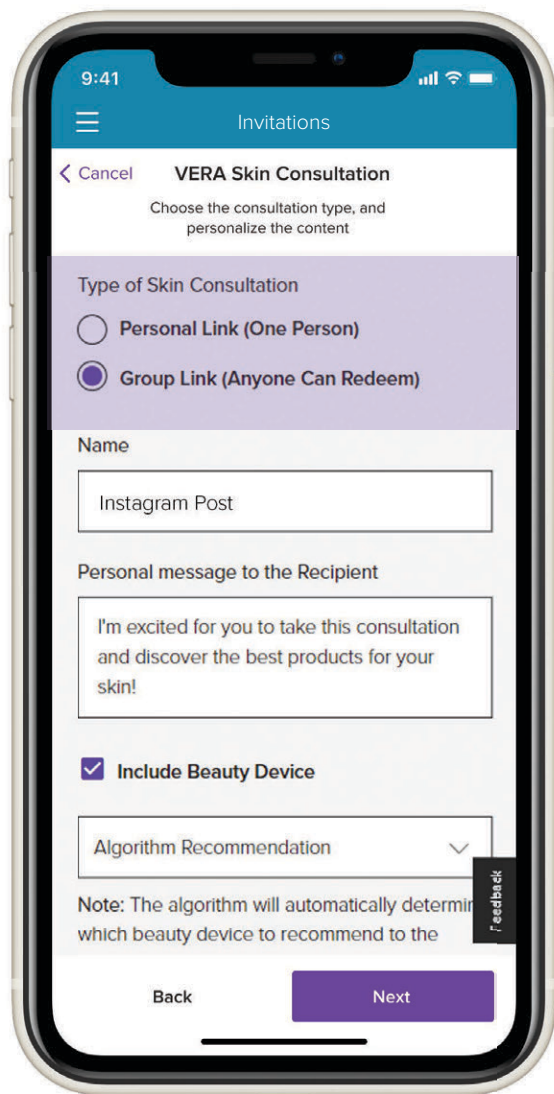 9:41
Invitations
Cancel
VERA Skin Consultation
Choose the consultation type, and
personalize the content
Type of Skin Consultation
Personal Link (One Person)
Group Link (Anyone Can Redeem)
Name
Instagram Post
Personal message to the Recipient
I'm excited for you to take this consultation
and discover the best products for your
skin!
Include Beauty Device
Algorithm Recommendation
Feedback
Note: The algorithm will automatically
which beauty device to recommend to the
Back
Next